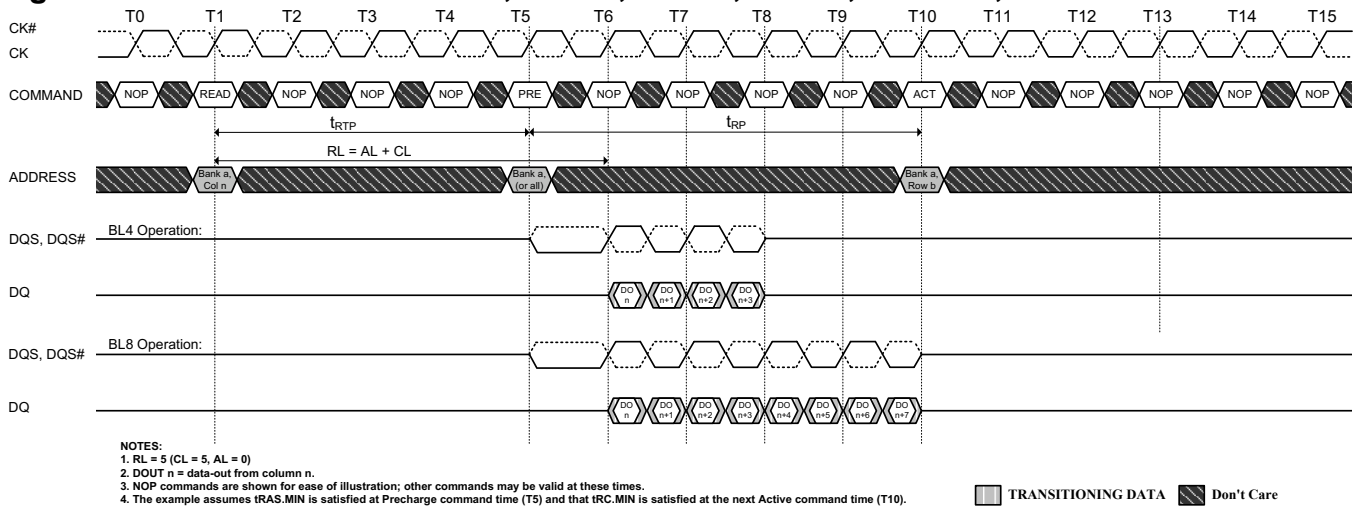 T0 T1 T2 T3 T4 T5 T6 T7 T8 T9 T10 T11 T12 T13 T14 T15
CK#
CK
COMMAND NOP READ NOP NOP NOP PRE NOP NOP NOP NOP ACT NOP NOP NOP NOP NOP
tRTP tRP
RL = AL + CL
ADDRESS
Bank a, Bank a, Bank a,
Col n (or all) Row b
DQS, DQS# BL4 Operation:
DQ
DO DO DO DO
n n+1 n+2 n+3
DQS, DQS# BL8 Operation:
DQ
DO DO DO DO DO DO DO DO
n n+1 n+2 n+3 n+4 n+5 n+6 n+7
NOTES:
1. RL = 5 (CL = 5, AL = 0)
2. DOUT n = data-out from column n.
3. NOP commands are shown for ease of illustration; other commands may be valid at these times.
4. The example assumes tRAS.MIN is satisfied at Precharge command time (T5) and that tRC.MIN is satisfied at the next Active command time (T10).
TRANSITIONING DATA Don't Care